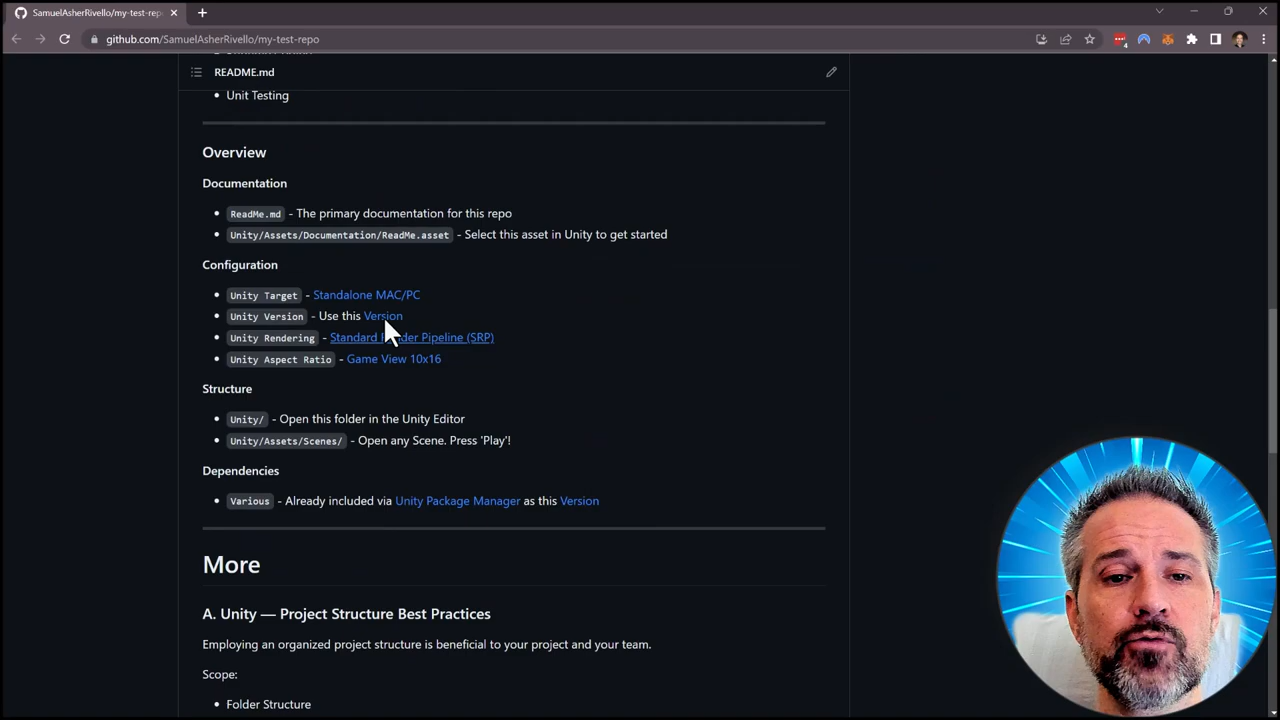 SamuelAsherRivello/my-test-rep
github.com/SamuelAsherRivello/my-test-repo
4
README.md
Unit Testing
Overview
Documentation
ReadMe.md - The primary documentation for this repo
Unity/Assets/Documentation/ReadMe.asset - Select this asset in Unity to get started
Configuration
Unity Target - Standalone MAC/PC
Unity Version - Use this Version
Unity Rendering - Standard Render Pipeline (SRP)
Unity Aspect Ratio - Game View 10x16
Structure
Unity/ - Open this folder in the Unity Editor
Unity/Assets/Scenes/ - Open any Scene. Press 'Play'!
Dependencies
Various - Already included via Unity Package Manager as this Version
More
A. Unity — Project Structure Best Practices
Employing an organized project structure is beneficial to your project and your team.
Scope:
Folder Structure